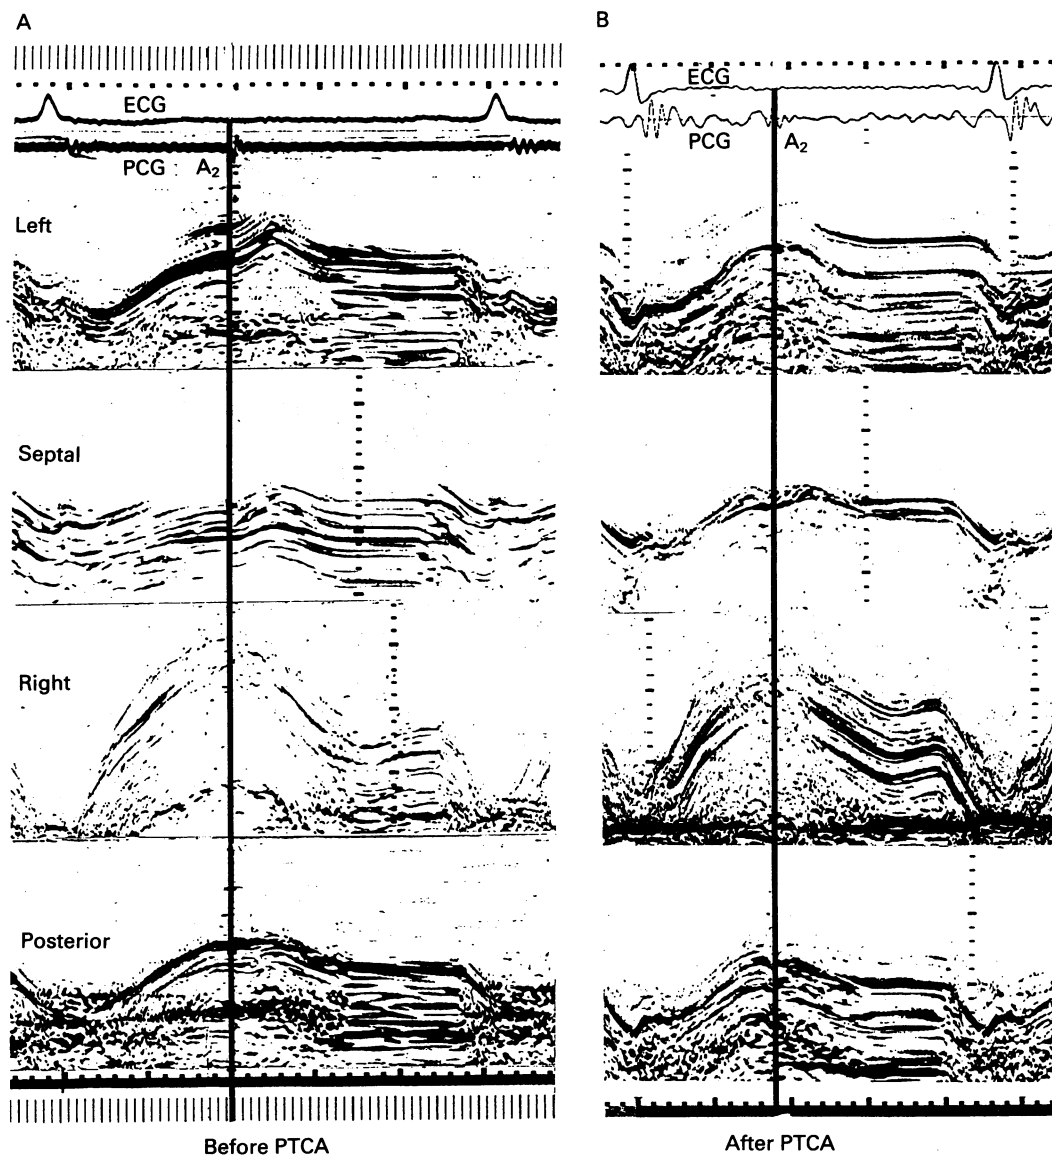 A
ECG
PCG A₂
Left
Septal
Right
Posterior
Before PTCA
B
ECG
PCG A₂
After PTCA